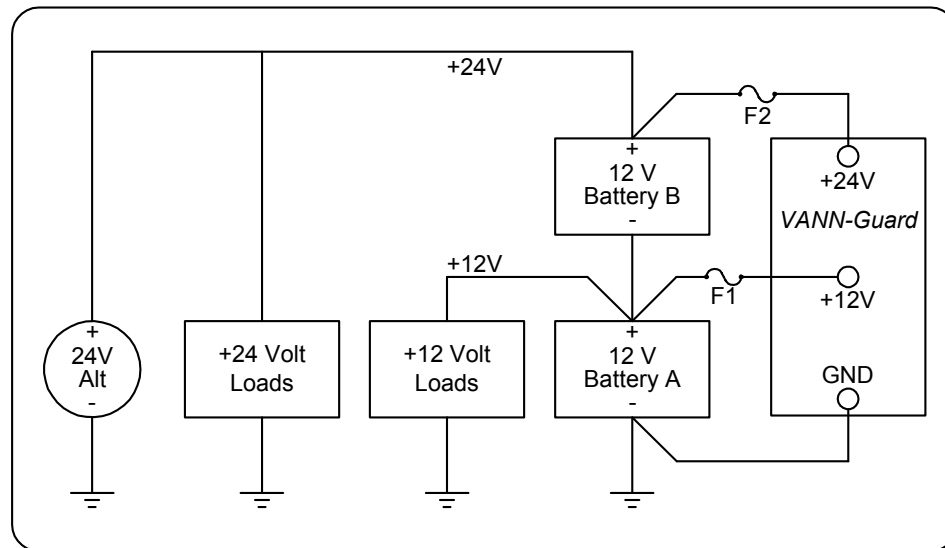 +24V
F2
+
12 V
Battery B
-
+24V
VANN-Guard
+12V
F1
+12V
+
24V
Alt
-
+24 Volt
Loads
+12 Volt
Loads
+
12 V
Battery A
-
GND